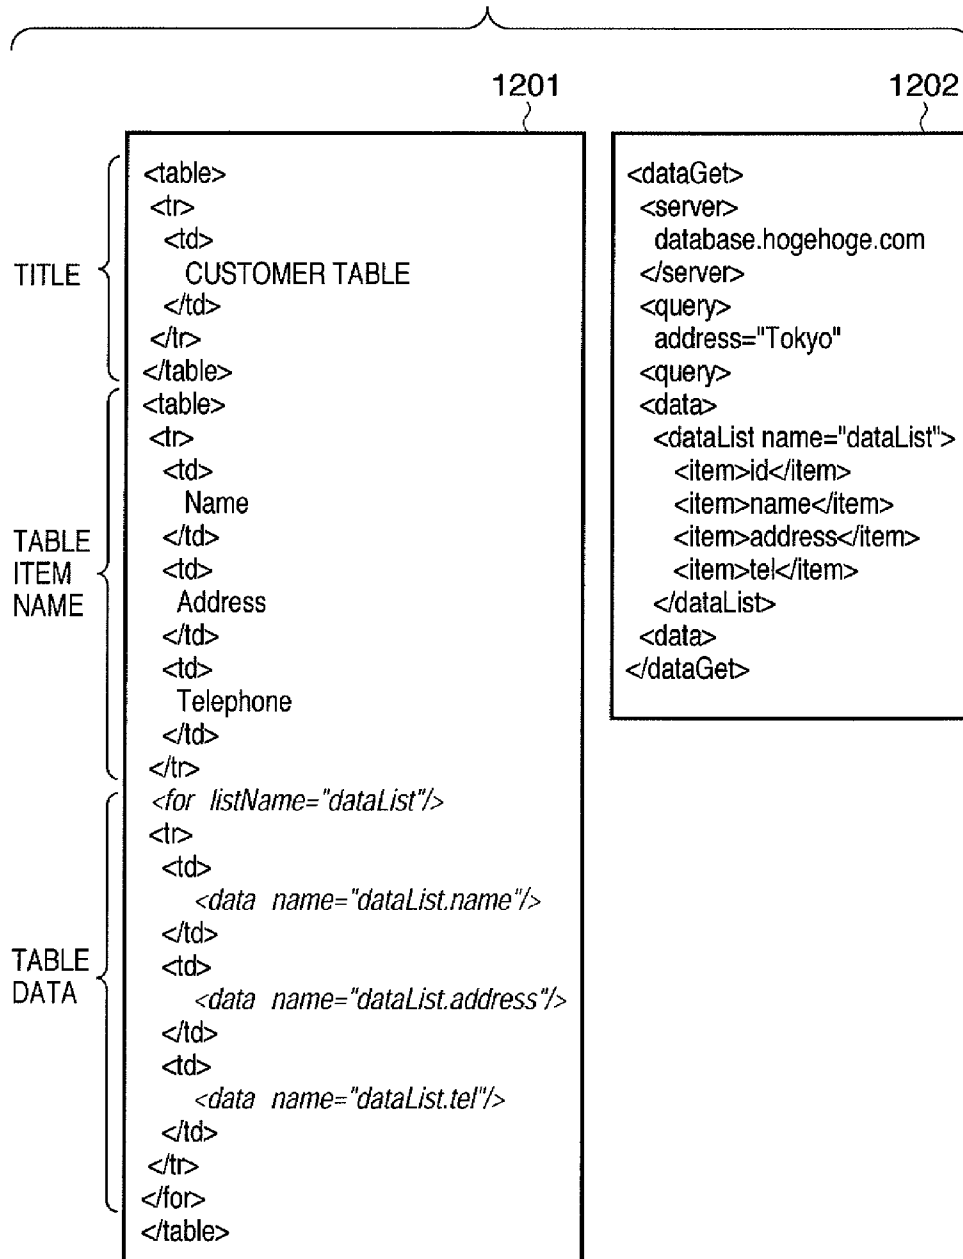 1201
1202
TITLE
<table>
<tr>
<td>
CUSTOMER TABLE
</td>
</tr>
</table>
TABLE
ITEM
NAME
<table>
<tr>
<td>
Name
</td>
<td>
Address
</td>
<td>
Telephone
</td>
</tr>
TABLE
DATA
<for listName="dataList"/>
<tr>
<td>
<data name="dataList.name"/>
</td>
<td>
<data name="dataList.address"/>
</td>
<td>
<data name="dataList.tel"/>
</td>
</tr>
</for>
</table>
<dataGet>
<server>
database.hogehoge.com
</server>
<query>
address="Tokyo"
<query>
<data>
<dataList name="dataList">
<item>id</item>
<item>name</item>
<item>address</item>
<item>tel</item>
</dataList>
<data>
</dataGet>